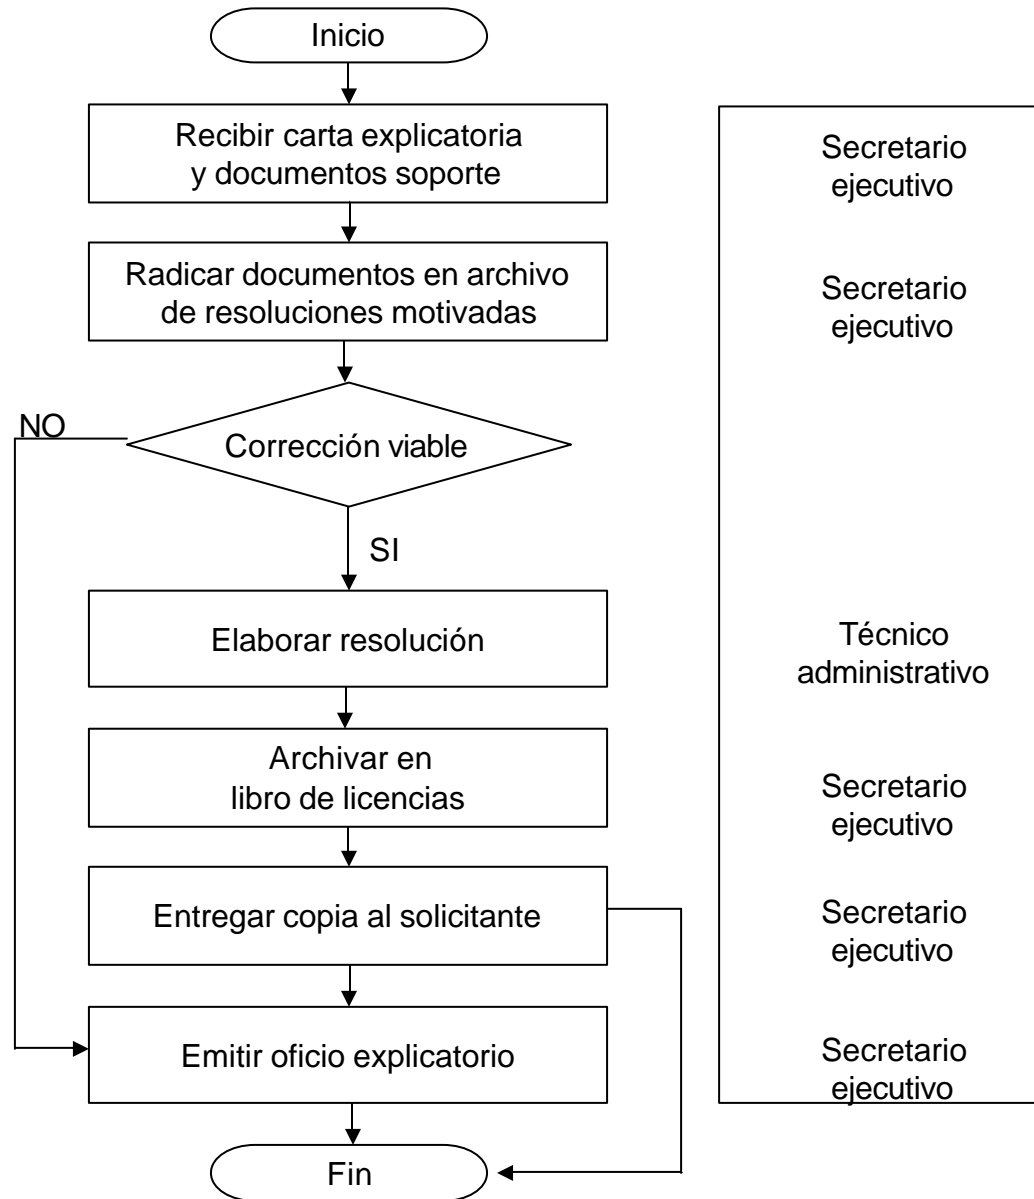 Inicio
Recibir carta explicatoria
y documentos soporte
Secretario
ejecutivo
Radicar documentos en archivo
de resoluciones motivadas
Secretario
ejecutivo
NO
Corrección viable
SI
Elaborar resolución
Técnico
administrativo
Archivar en
libro de licencias
Secretario
ejecutivo
Entregar copia al solicitante
Secretario
ejecutivo
Emitir oficio explicatorio
Secretario
ejecutivo
Fin